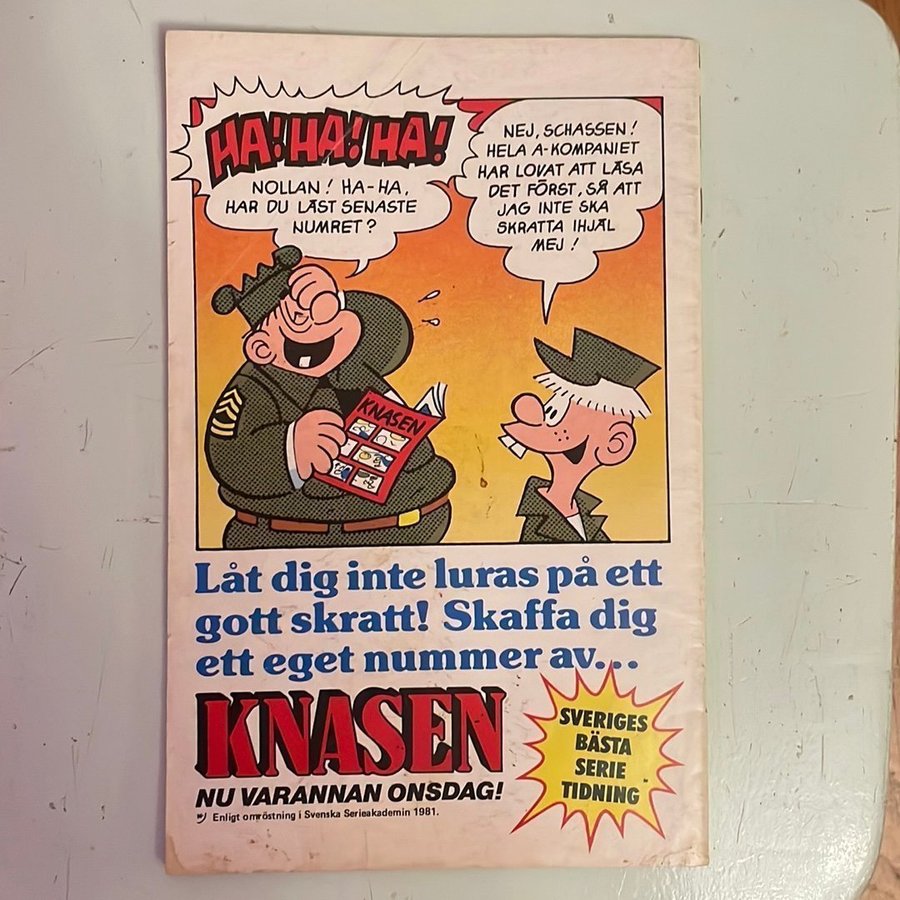 HA! HA! HA!
NOLLAN! HA-HA,
HAR DU LÄST SENASTE
NUMRET?
NEJ, SCHASSEN!
HELA A-KOMPANIET
HAR LOVAT ATT LÄSA
DET FÖRST, SÅ ATT
JAG INTE SKA
SKRATTA IHJÄL
MEJ!
KNASEN
Låt dig inte luras på ett
gott skratt! Skaffa dig
ett eget nummer av...
KNASEN
NU VARANNAN ONSDAG!
Enligt omröstning i Svenska Serieakademin 1981.
SVERIGES
BÄSTA
SERIE
TIDNING